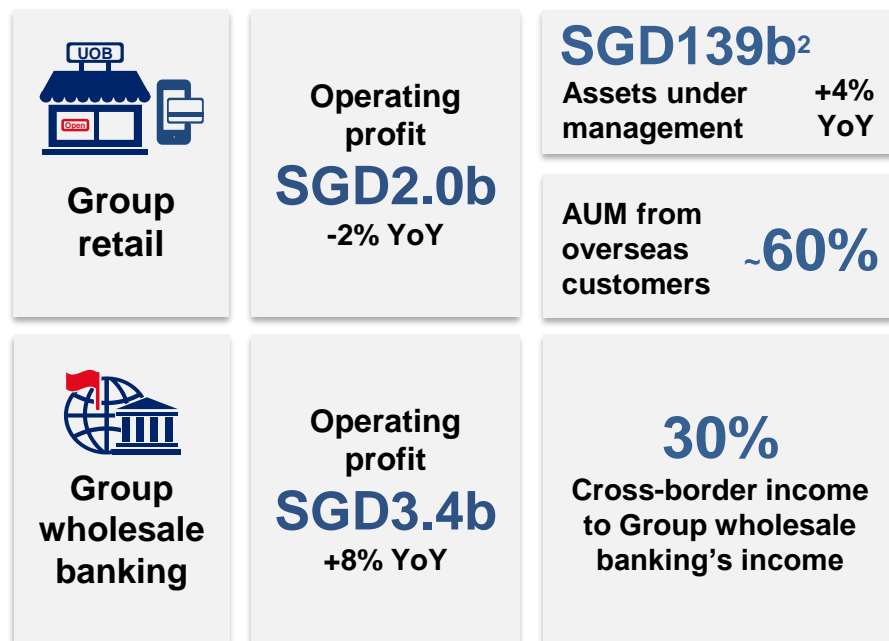 UOB
Open
Group
retail
Operating
profit
SGD2.0b
-2% YoY
SGD139b²
Assets under +4%
management YoY
AUM from
overseas
customers
~60%
Group
wholesale
banking
Operating
profit
SGD3.4b
+8% YoY
30%
Cross-border income
to Group wholesale
banking's income